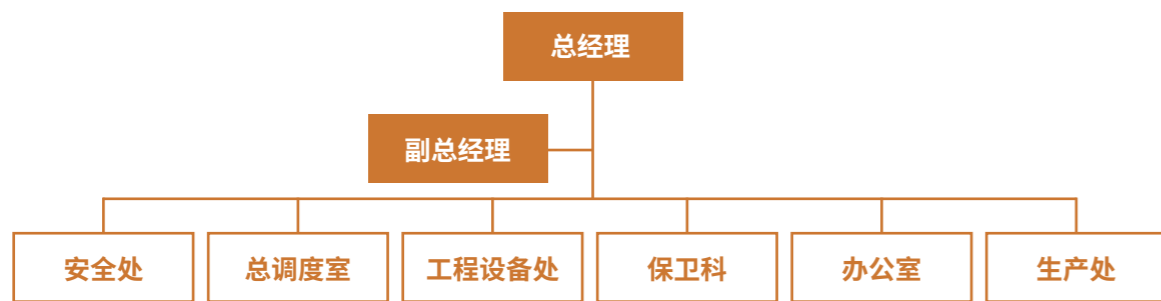 总经理
副总经理
安全处
总调度室
工程设备处
保卫科
办公室
生产处